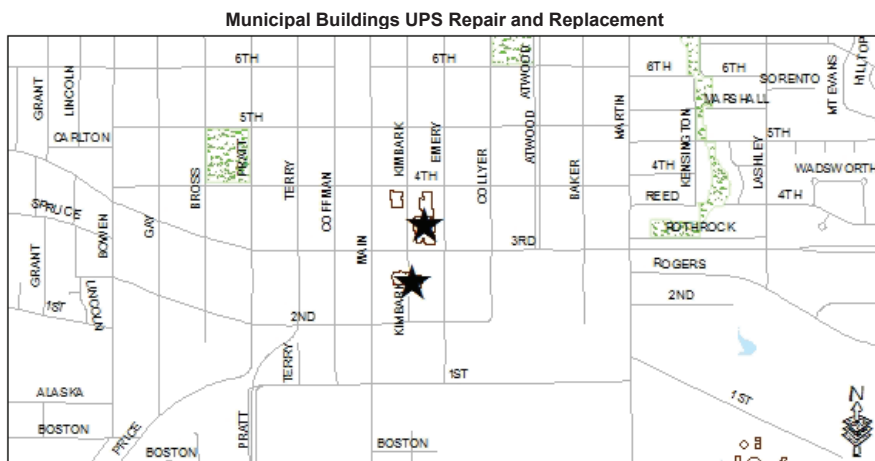 Municipal Buildings UPS Repair and Replacement
6TH
6TH
ATWOOD
6TH
6TH
SORENTO
HILLTOP
MT EVANS
GRANT
LINCOLN
MARSHALL
5TH
MARTIN
5TH
CARLTON
KIMBARK
EMERY
ATWOOD
PRATT
KENSINGTON
LASHLEY
4TH
WADSWORTH
TERRY
4TH
COLLYER
BAKER
BROSS
REED
4TH
SPRUCE
COFFMAN
BOWEN
GAY
ROTHROCK
MAIN
3RD
GRANT
ROGERS
LINCOLN
1ST
KIMBARK
2ND
2ND
TERRY
1ST
ALASKA
1ST
N
BOSTON
PRICE
PRATT
BOSTON
BOSTON